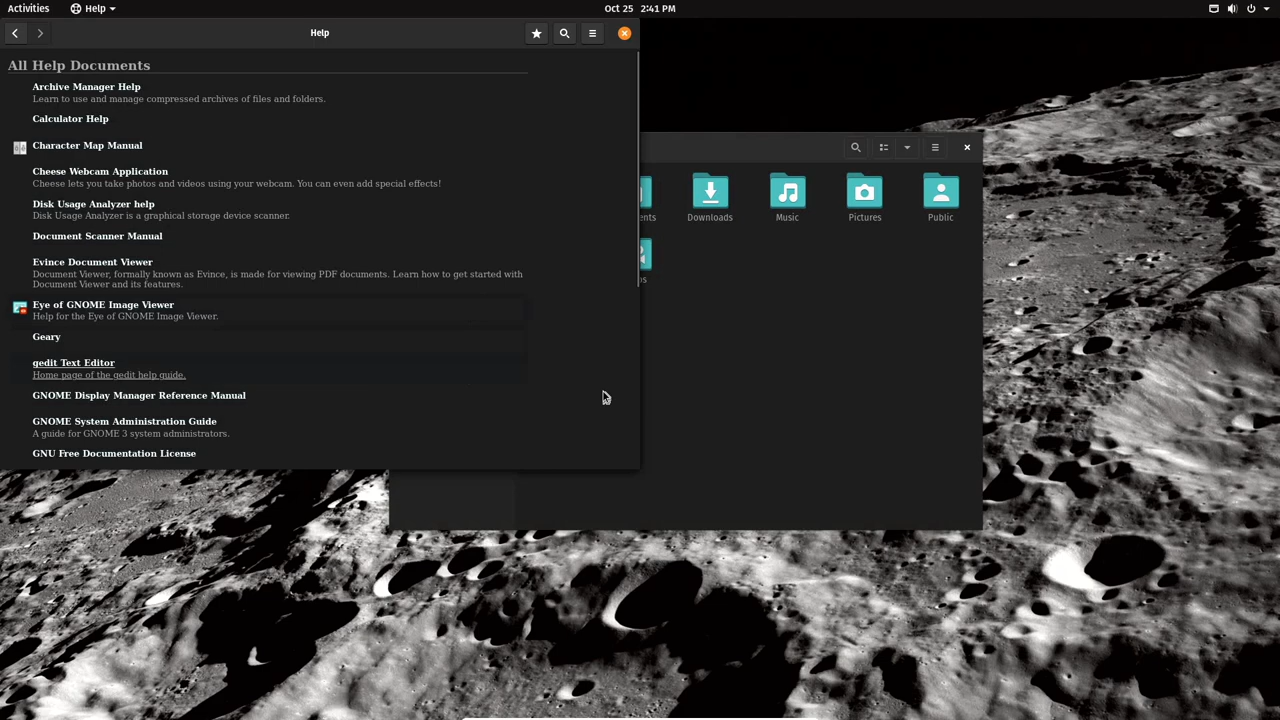 Activities
Help
Oct 25 2:41 PM
Help
All Help Documents
Archive Manager Help
Learn to use and manage compressed archives of files and folders.
Calculator Help
Character Map Manual
Cheese Webcam Application
Cheese lets you take photos and videos using your webcam. You can even add special effects!
Disk Usage Analyzer help
Disk Usage Analyzer is a graphical storage device scanner.
Document Scanner Manual
Evince Document Viewer
Document Viewer, formally known as Evince, is made for viewing PDF documents. Learn how to get started with
Document Viewer and its features.
Eye of GNOME Image Viewer
Help for the Eye of GNOME Image Viewer.
Geary
gedit Text Editor
Home page of the gedit help guide.
GNOME Display Manager Reference Manual
GNOME System Administration Guide
A guide for GNOME 3 system administrators.
GNU Free Documentation License
ents
Downloads
Music
Pictures
Public